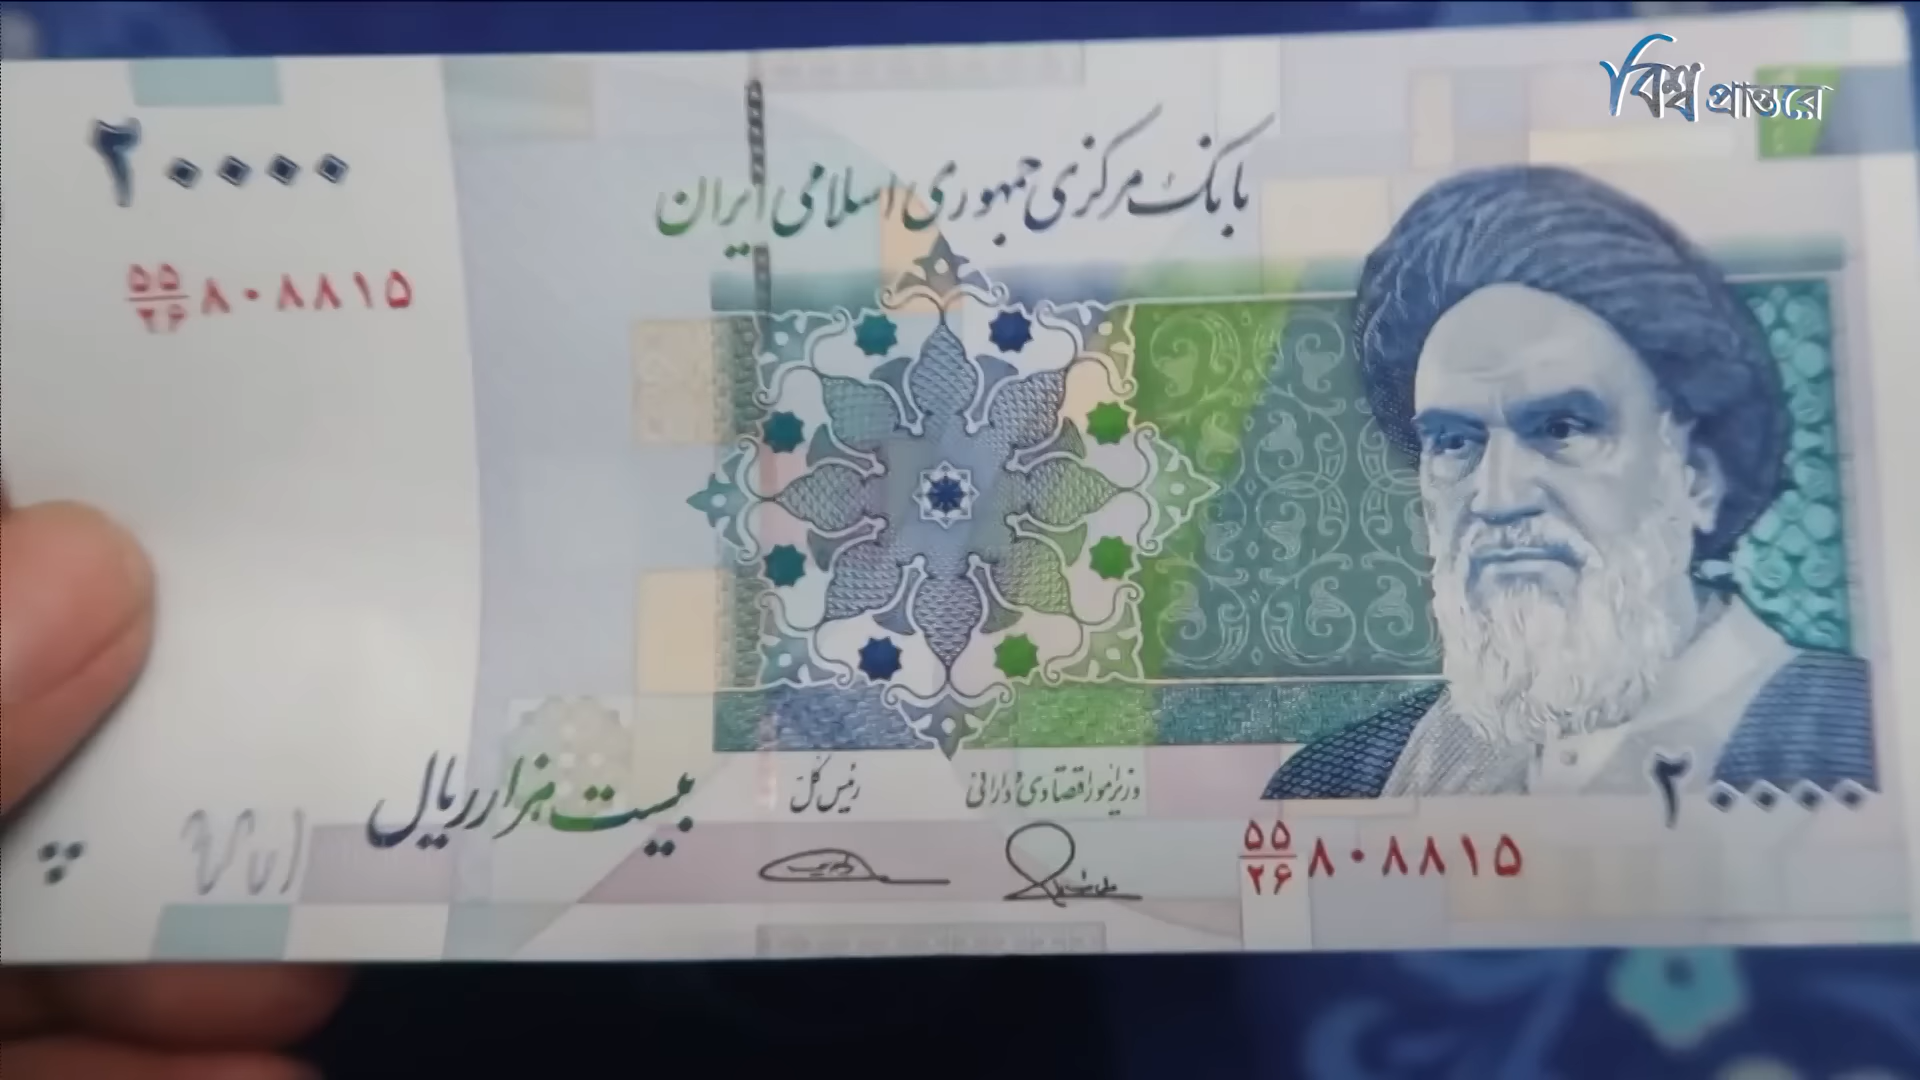 বিশ্ব প্রান্তরে
۲۰۰۰۰
بانک مرکزی جمهوری اسلامی ایران
۵۵/۲۶ ۸۰۸۸۱۵
بیست هزار ریال
رئیس کل
وزیر امور اقتصادی و دارائی
۲۰۰۰۰
۵۵/۲۶ ۸۰۸۸۱۵